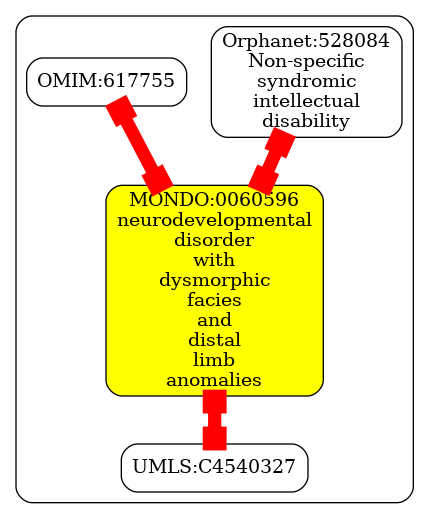 OMIM:617755
Orphanet:528084
Non-specific
syndromic
intellectual
disability
MONDO:0060596
neurodevelopmental
disorder
with
dysmorphic
facies
and
distal
limb
anomalies
UMLS:C4540327